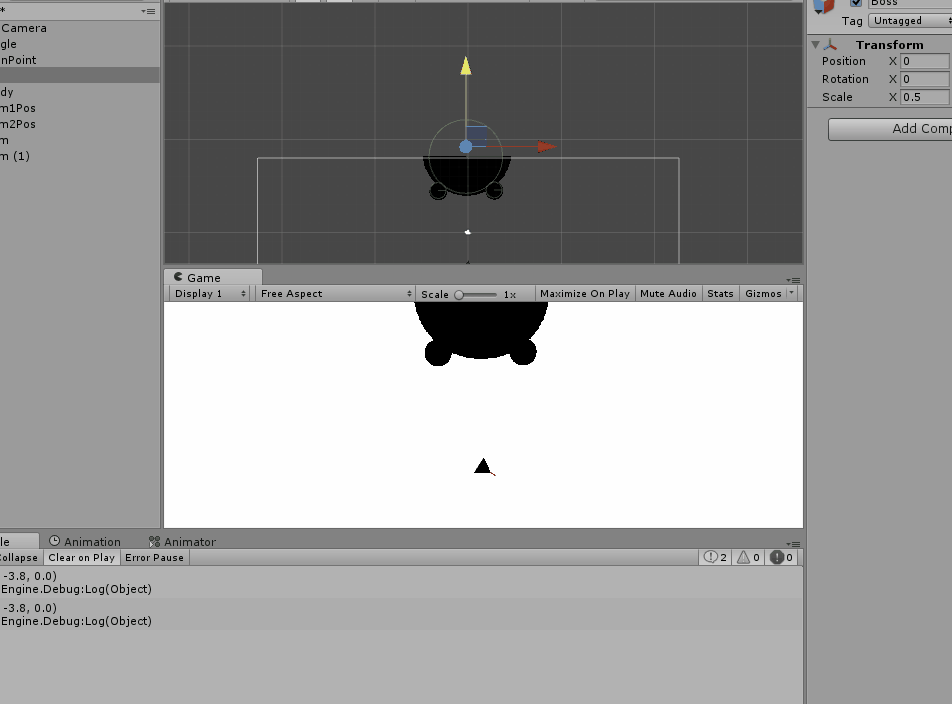 *
Camera
gle
nPoint
dy
m1Pos
m2Pos
m
m (1)
Game
Display 1 Free Aspect Scale 1x Maximize On Play Mute Audio Stats Gizmos
le Animation Animator
Collapse Clear on Play Error Pause 2 0 0
-3.8, 0.0)
Engine.Debug:Log(Object)
-3.8, 0.0)
Engine.Debug:Log(Object)
Boss
Tag Untagged
Transform
Position X 0
Rotation X 0
Scale X 0.5
Add Comp